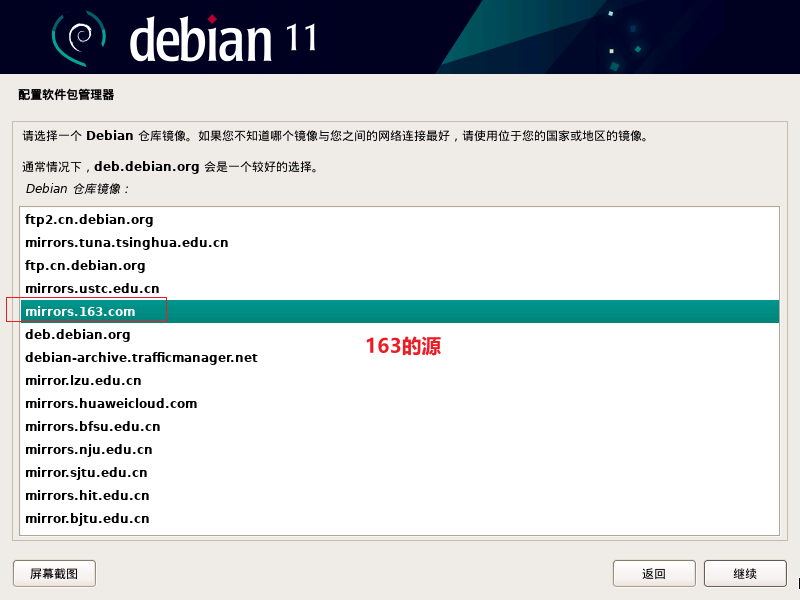 debian 11
配置软件包管理器
请选择一个 Debian 仓库镜像。如果您不知道哪个镜像与您之间的网络连接最好，请使用位于您的国家或地区的镜像。
通常情况下，deb.debian.org 会是一个较好的选择。
Debian 仓库镜像：
ftp2.cn.debian.org
mirrors.tuna.tsinghua.edu.cn
ftp.cn.debian.org
mirrors.ustc.edu.cn
mirrors.163.com
deb.debian.org
163的源
debian-archive.trafficmanager.net
mirror.lzu.edu.cn
mirrors.huaweicloud.com
mirrors.bfsu.edu.cn
mirrors.nju.edu.cn
mirror.sjtu.edu.cn
mirrors.hit.edu.cn
mirror.bjtu.edu.cn
屏幕截图 返回 继续